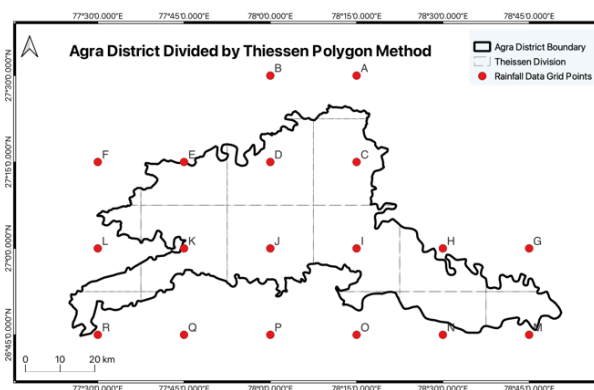 77°30'0.000"E 77°45'0.000"E 78°0'0.000"E 78°15'0.000"E 78°30'0.000"E 78°45'0.000"E
Agra District Divided by Thiessen Polygon Method
Agra District Boundary
Theissen Division
Rainfall Data Grid Points
27°30'0.000"N
B A
27°15'0.000"N
F E D C
27°0'0.000"N
L K J I H G
26°45'0.000"N
R Q P O N M
0 10 20 km
77°30'0.000"E 77°45'0.000"E 78°0'0.000"E 78°15'0.000"E 78°30'0.000"E 78°45'0.000"E